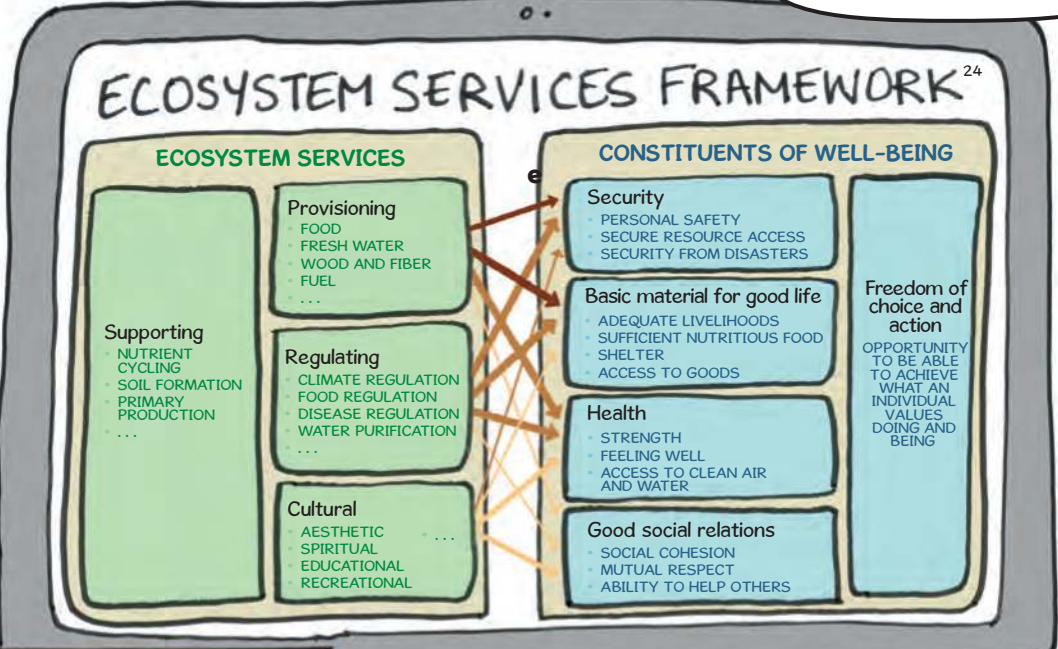 ECOSYSTEM SERVICES FRAMEWORK 24
ECOSYSTEM SERVICES
Supporting
• NUTRIENT
CYCLING
• SOIL FORMATION
• PRIMARY
PRODUCTION
• ...
Provisioning
• FOOD
• FRESH WATER
• WOOD AND FIBER
• FUEL
• ...
Regulating
• CLIMATE REGULATION
• FOOD REGULATION
• DISEASE REGULATION
• WATER PURIFICATION
...
Cultural
• AESTHETIC
• SPIRITUAL
• EDUCATIONAL
• RECREATIONAL
• ...
e
CONSTITUENTS OF WELL-BEING
Security
• PERSONAL SAFETY
• SECURE RESOURCE ACCESS
• SECURITY FROM DISASTERS
Basic material for good life
• ADEQUATE LIVELIHOODS
• SUFFICIENT NUTRITIOUS FOOD
• SHELTER
• ACCESS TO GOODS
Health
• STRENGTH
• FEELING WELL
• ACCESS TO CLEAN AIR
AND WATER
Good social relations
• SOCIAL COHESION
• MUTUAL RESPECT
• ABILITY TO HELP OTHERS
Freedom of
choice and
action
OPPORTUNITY
TO BE ABLE
TO ACHIEVE
WHAT AN
INDIVIDUAL
VALUES
DOING AND
BEING